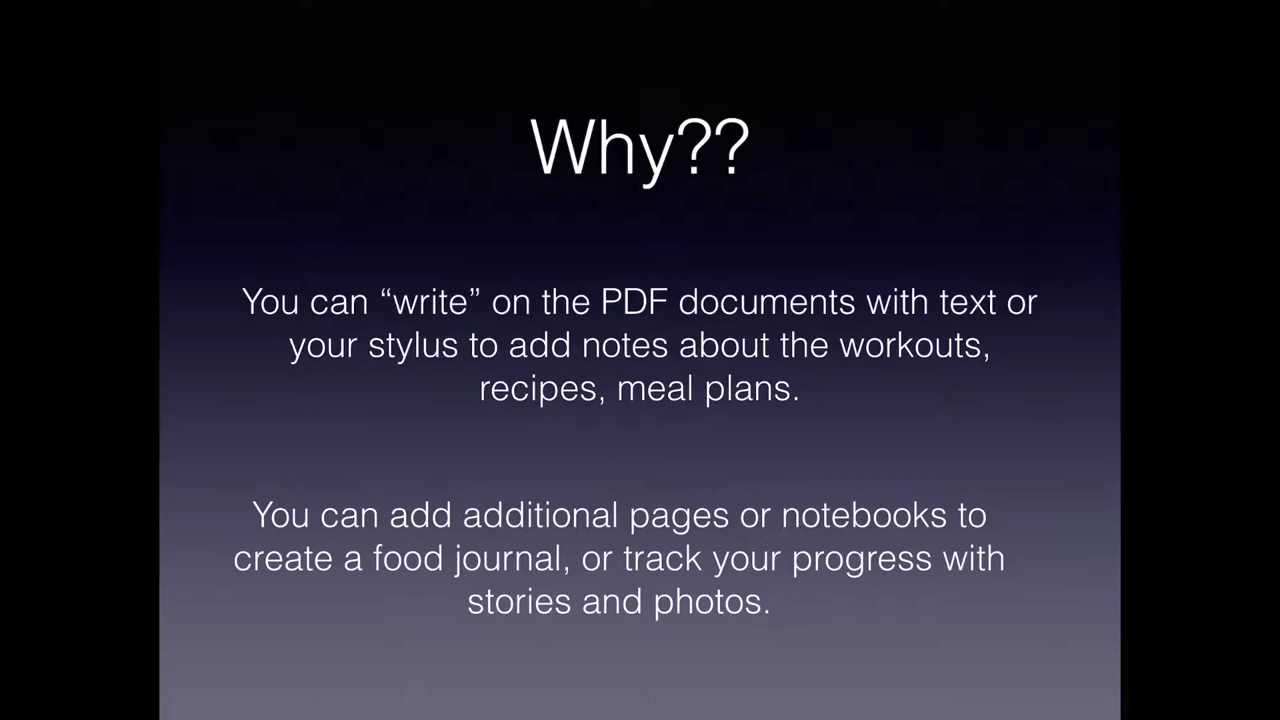 Why??
You can “write” on the PDF documents with text or
your stylus to add notes about the workouts,
recipes, meal plans.
You can add additional pages or notebooks to
create a food journal, or track your progress with
stories and photos.